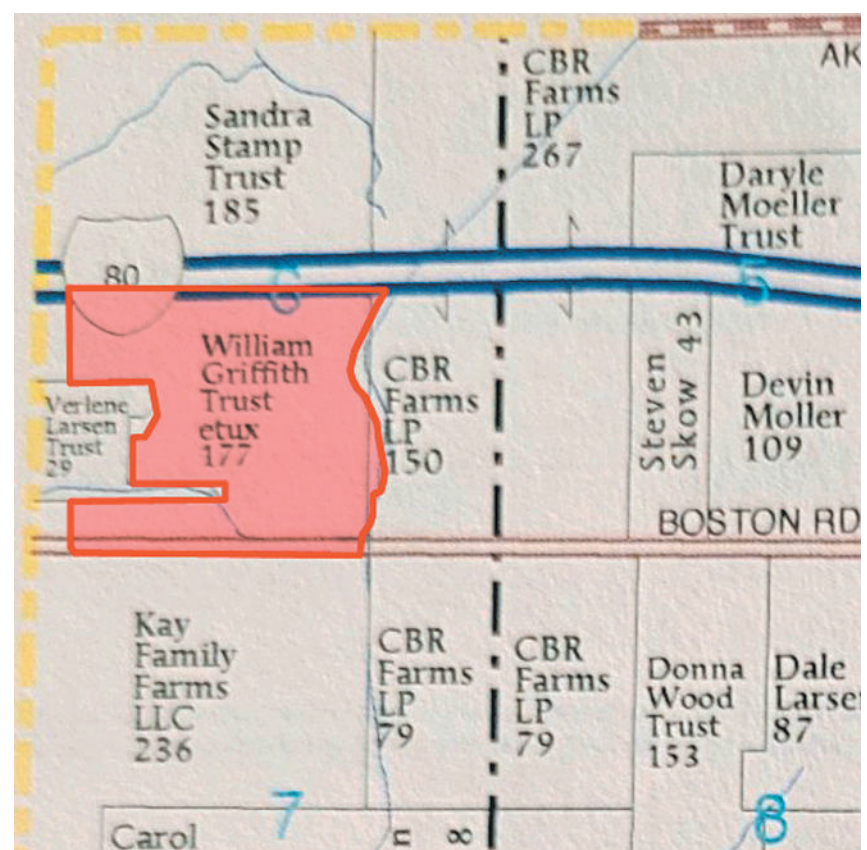 CBR
Farms
LP
267
AK
Sandra
Stamp
Trust
185
Daryle
Moeller
Trust
80
6
5
William
Griffith
Trust
etux
177
CBR
Farms
LP
150
Steven
Skow 43
Devin
Moller
109
Verlene
Larsen
Trust
29
BOSTON RD
Kay
Family
Farms
LLC
236
CBR
Farms
LP
79
CBR
Farms
LP
79
Donna
Wood
Trust
153
Dale
Larse
87
7
8
Carol
n 8